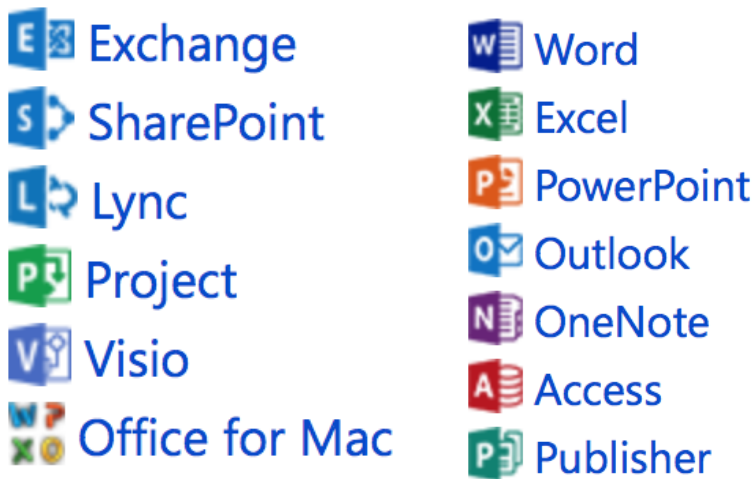 Exchange
SharePoint
Lync
Project
Visio
Office for Mac
Word
Excel
PowerPoint
Outlook
OneNote
Access
Publisher